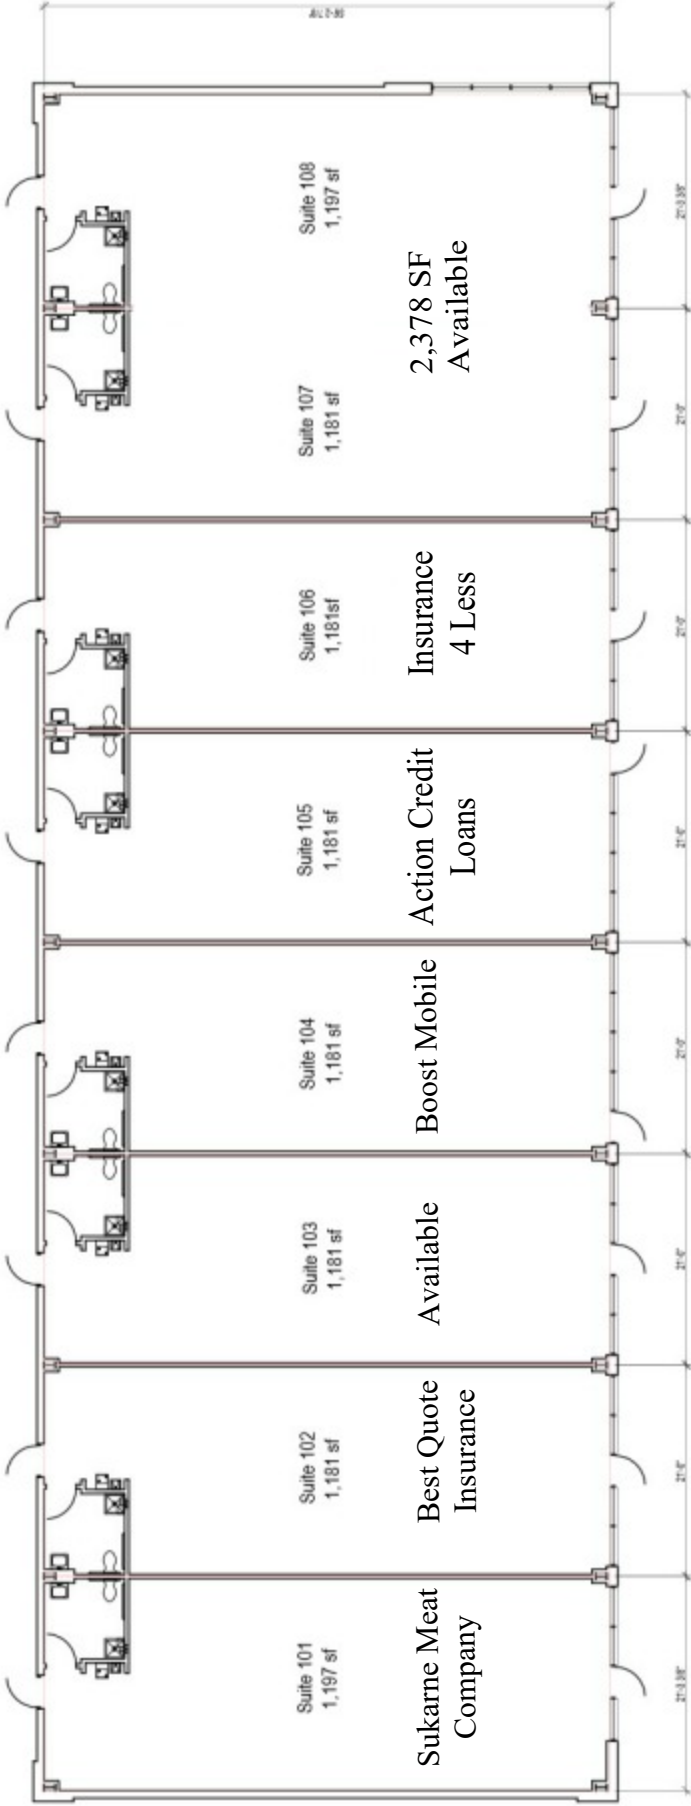 Suite 101
1,197 sf
Sukarne Meat
Company
Suite 102
1,181 sf
Best Quote
Insurance
Suite 103
1,181 sf
Available
Suite 104
1,181 sf
Boost Mobile
Suite 105
1,181 sf
Action Credit
Loans
Suite 106
1,181sf
Insurance
4 Less
Suite 107
1,181 sf
Suite 108
1,197 sf
2,378 SF
Available